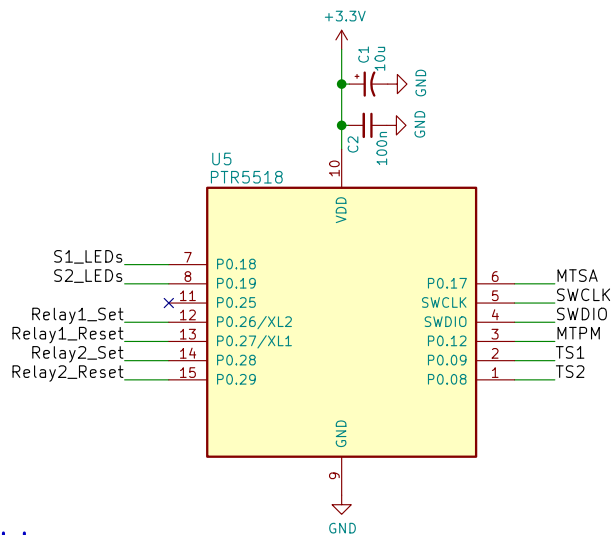 +3.3V
C1
10u
GND
C2
100n
GND
U5
PTR5518
10
VDD
S1_LEDs 7 P0.18
S2_LEDs 8 P0.19
11 P0.25
Relay1_Set 12 P0.26/XL2
Relay1_Reset 13 P0.27/XL1
Relay2_Set 14 P0.28
Relay2_Reset 15 P0.29
P0.17 6 MTSA
SWCLK 5 SWCLK
SWDIO 4 SWDIO
P0.12 3 MTPM
P0.09 2 TS1
P0.08 1 TS2
GND
9
GND